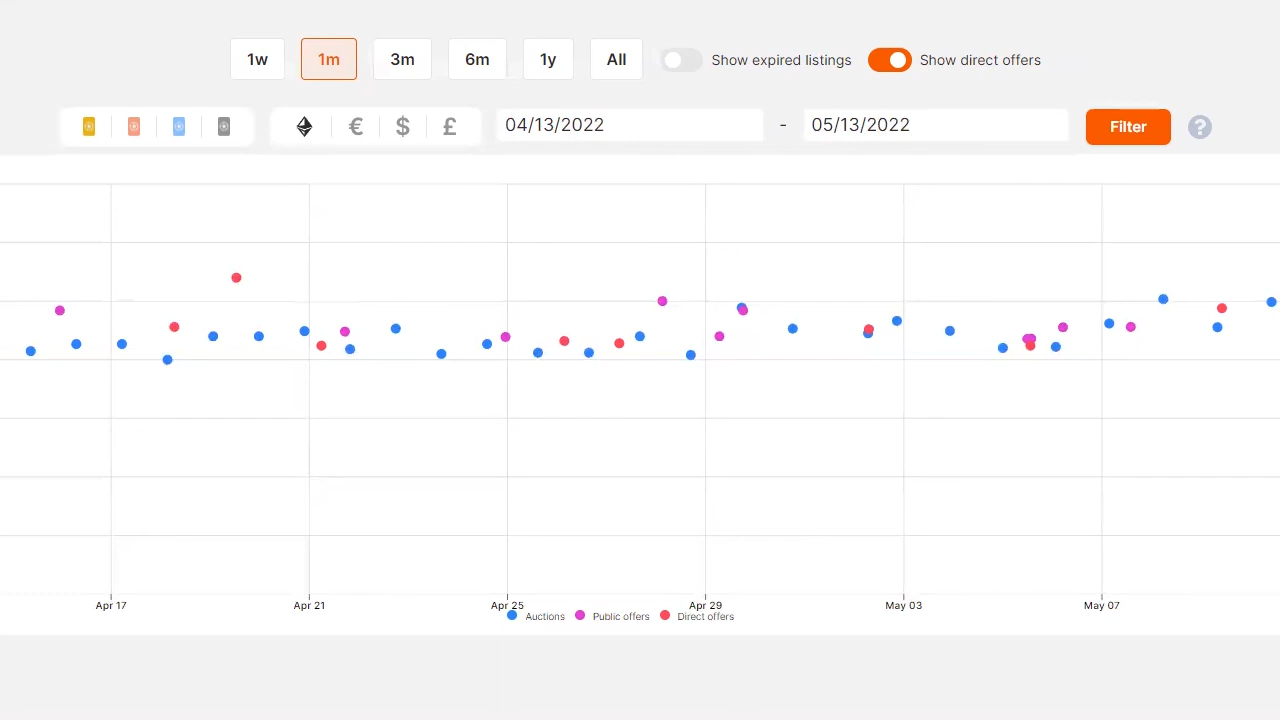 1w 1m 3m 6m 1y All Show expired listings Show direct offers
€ $ £ 04/13/2022 - 05/13/2022 Filter ?
Apr 17 Apr 21 Apr 25 Apr 29 May 03 May 07
Auctions Public offers Direct offers